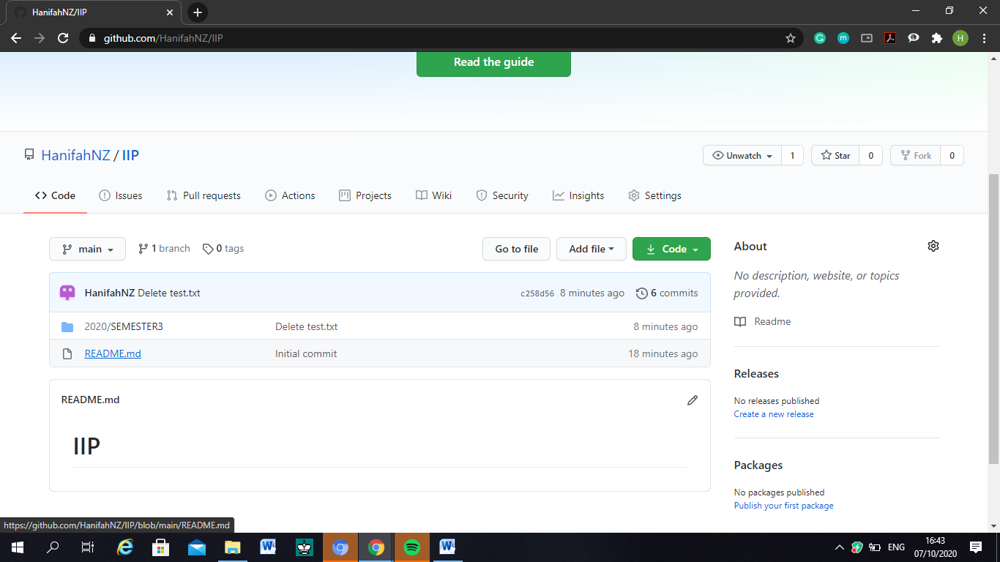 HanifahNZ/IIP
github.com/HanifahNZ/IIP
H
Read the guide
HanifahNZ / IIP
Unwatch 1 Star 0 Fork 0
Code Issues Pull requests Actions Projects Wiki Security Insights Settings
main 1 branch 0 tags Go to file Add file Code
HanifahNZ Delete test.txt c258d56 8 minutes ago 6 commits
2020/SEMESTER3 Delete test.txt 8 minutes ago
README.md Initial commit 18 minutes ago
README.md
IIP
About
No description, website, or topics
provided.
Readme
Releases
No releases published
Create a new release
Packages
No packages published
Publish your first package
https://github.com/HanifahNZ/IIP/blob/main/README.md
ENG
16:43
07/10/2020